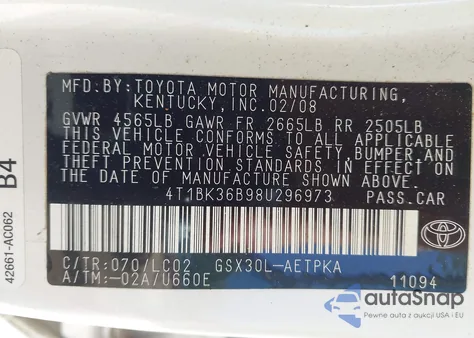 MFD.BY:TOYOTA MOTOR MANUFACTURING,
KENTUCKY,INC.02/08
GVWR 4565LB GAWR FR 2665LB RR 2505LB
THIS VEHICLE CONFORMS TO ALL APPLICABLE
FEDERAL MOTOR VEHICLE SAFETY,BUMPER,AND
THEFT PREVENTION STANDARDS IN EFFECT ON
THE DATE OF MANUFACTURE SHOWN ABOVE.
4T1BK36B98U296973 PASS.CAR
C/TR:070/LC02 GSX30L-AETPKA
A/TM:-02A/U660E 11094
TOYOTA
42661-AC062 B4
autoSnap
Pewne auta z aukcji USA i EU